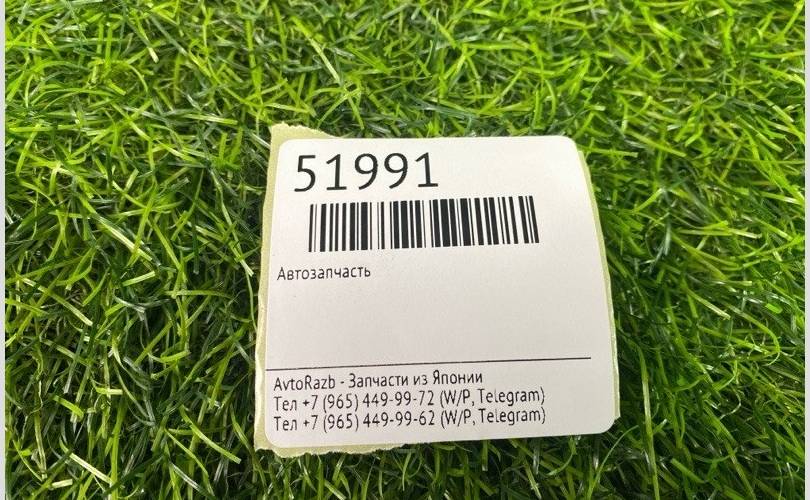 51991
Автозапчасть
AvtoRazb - Запчасти из Японии
Тел +7 (965) 449-99-72 (W/P, Telegram)
Тел +7 (965) 449-99-62 (W/P, Telegram)